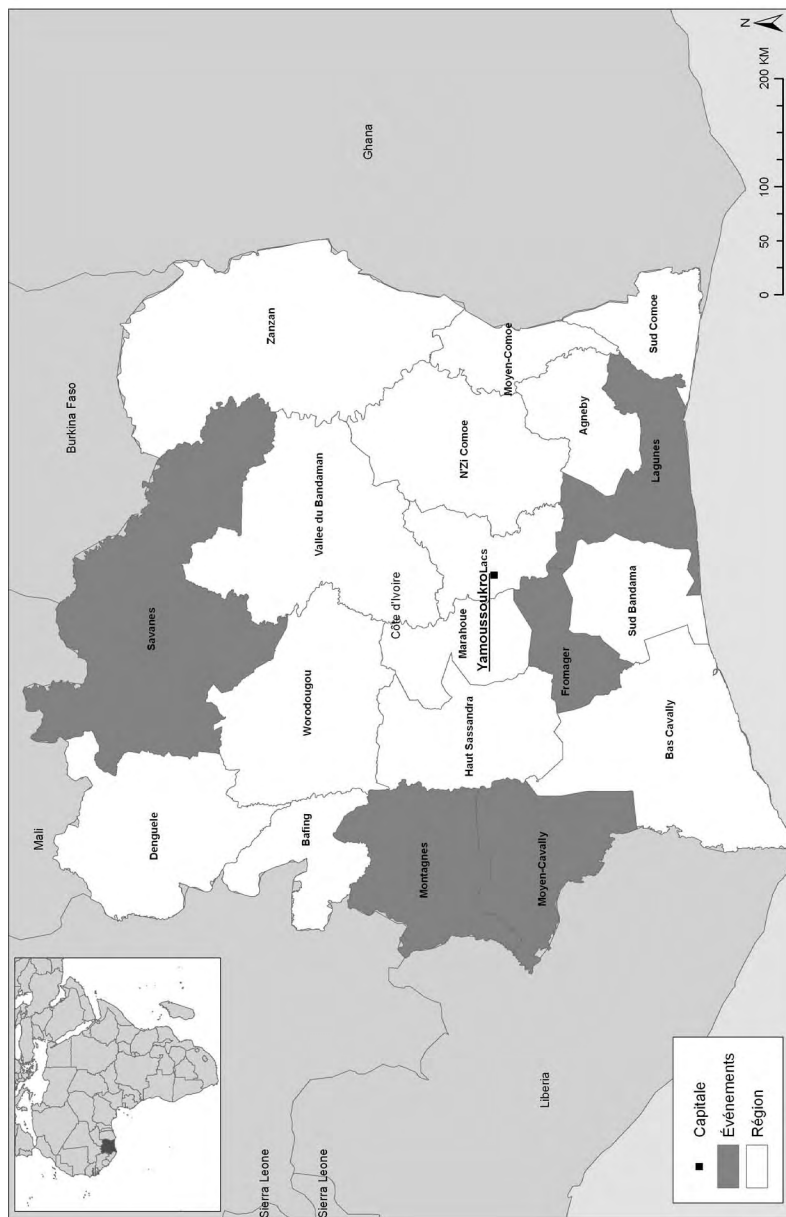 Mali
Burkina Faso
Ghana
Liberia
Sierra Leone
Sierra Leone
Côte d'Ivoire
Denguele
Savanes
Zanzan
Bafing
Worodougou
Vallee du Bandaman
Montagnes
Haut Sassandra
Marahoue
Yamoussoukro
Lacs
N'Zi Comoe
Moyen-Comoe
Moyen-Cavally
Fromager
Agneby
Bas Cavally
Sud Bandama
Lagunes
Sud Comoe
Capitale
Événements
Région
N
0 50 100 200 KM